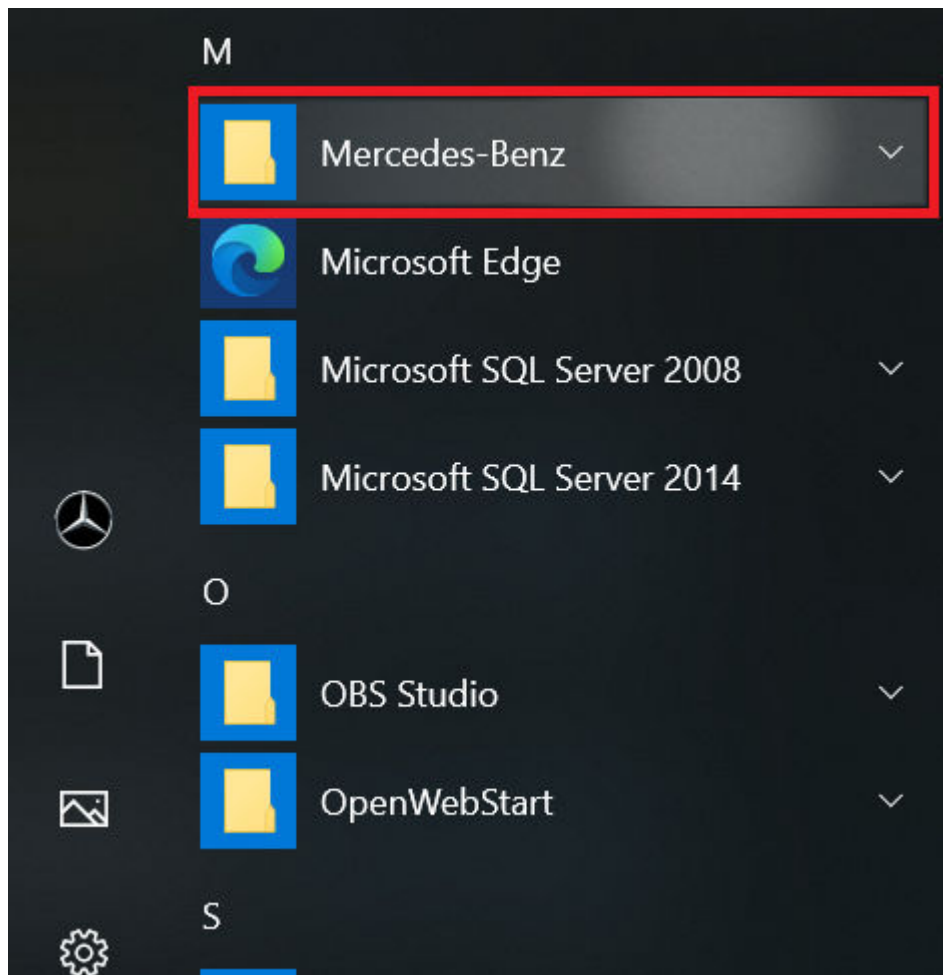 M
Mercedes-Benz
Microsoft Edge
Microsoft SQL Server 2008
Microsoft SQL Server 2014
O
OBS Studio
OpenWebStart
S